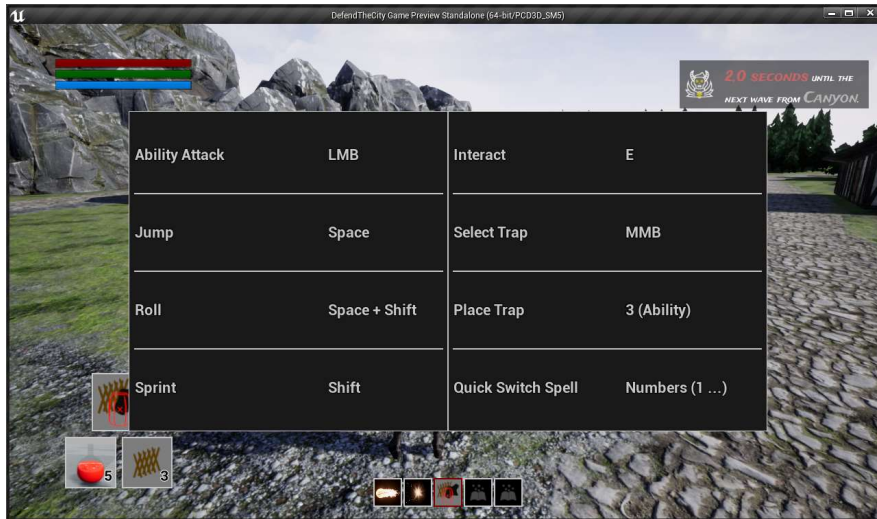 DefendTheCity Game Preview Standalone (64-bit/PCD3D_SM5)
2,0 SECONDS UNTIL THE
NEXT WAVE FROM CANYON.
Ability Attack LMB
Jump Space
Roll Space + Shift
Sprint Shift
Interact E
Select Trap MMB
Place Trap 3 (Ability)
Quick Switch Spell Numbers (1 ...)
5
3